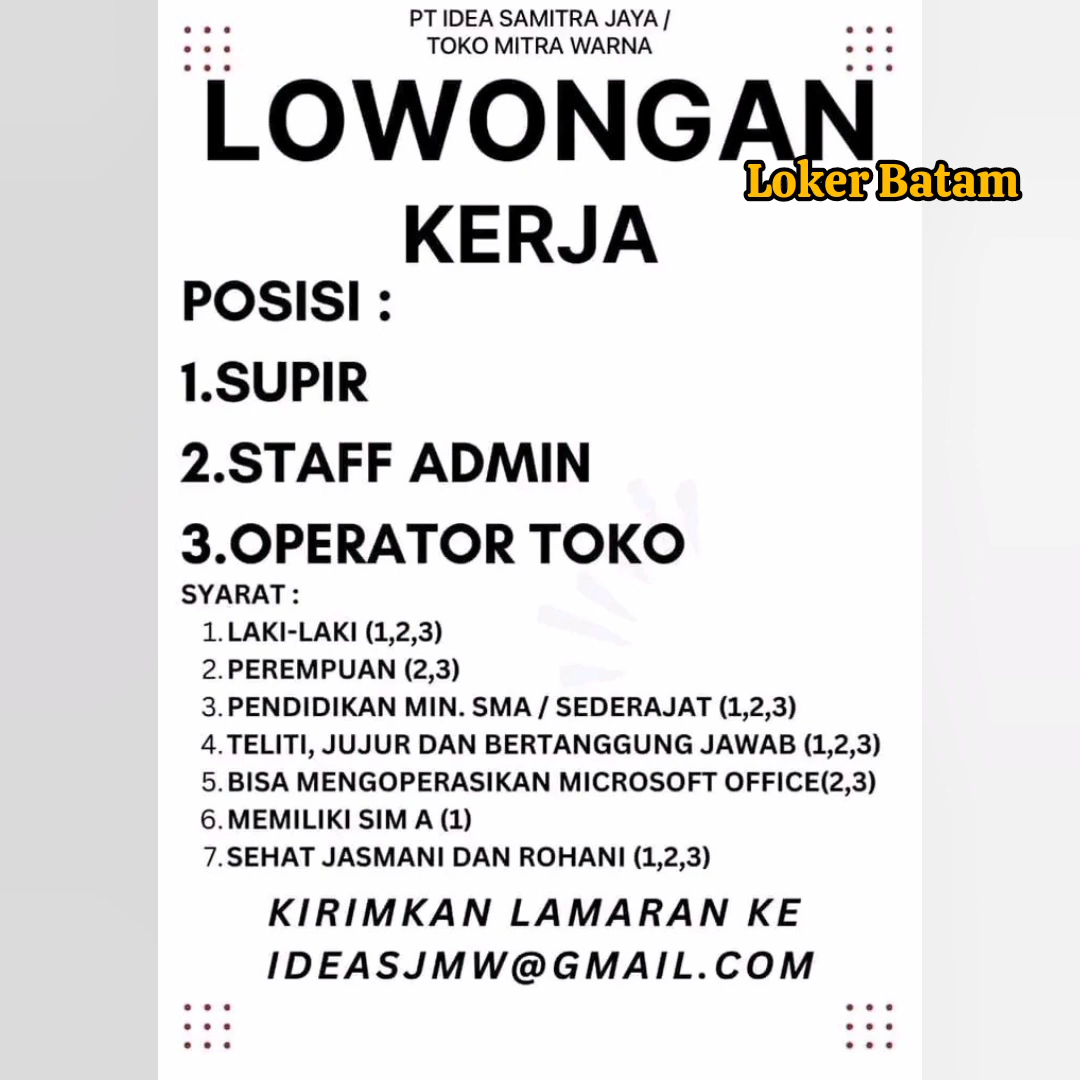 PT IDEA SAMITRA JAYA /
TOKO MITRA WARNA
LOWONGAN
Loker Batam
KERJA
POSISI :
1.SUPIR
2.STAFF ADMIN
3.OPERATOR TOKO
SYARAT :
1. LAKI-LAKI (1,2,3)
2. PEREMPUAN (2,3)
3. PENDIDIKAN MIN. SMA / SEDERAJAT (1,2,3)
4. TELITI, JUJUR DAN BERTANGGUNG JAWAB (1,2,3)
5. BISA MENGOPERASIKAN MICROSOFT OFFICE(2,3)
6. MEMILIKI SIM A (1)
7. SEHAT JASMANI DAN ROHANI (1,2,3)
KIRIMKAN LAMARAN KE
IDEASJMW@GMAIL.COM